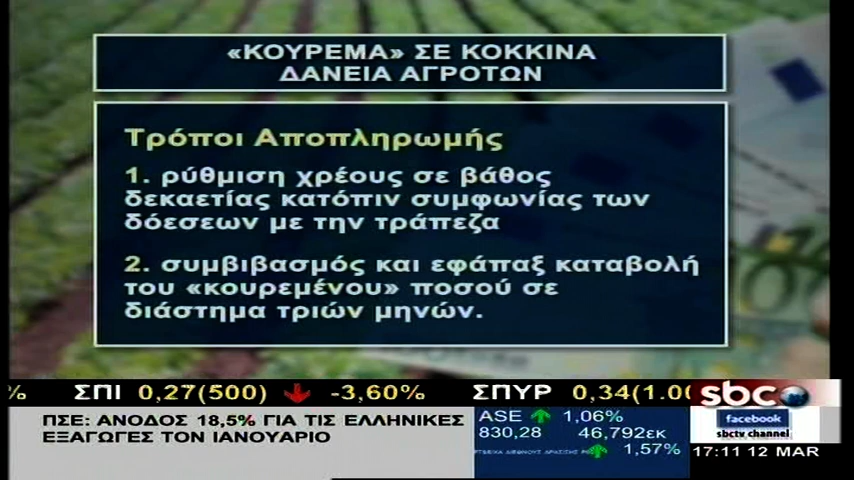 «ΚΟΥΡΕΜΑ» ΣΕ ΚΟΚΚΙΝΑ
ΔΑΝΕΙΑ ΑΓΡΟΤΩΝ
Τρόποι Αποπληρωμής
1. ρύθμιση χρέους σε βάθος
δεκαετίας κατόπιν συμφωνίας των
δόεσεων με την τράπεζα
2. συμβιβασμός και εφάπαξ καταβολή
του «κουρεμένου» ποσού σε
διάστημα τριών μηνών.
% ΣΠΙ 0,27(500) -3,60% ΣΠΥΡ 0,34(1.00
sbc
facebook
sbctv channel
ΠΣΕ: ΑΝΟΔΟΣ 18,5% ΓΙΑ ΤΙΣ ΕΛΛΗΝΙΚΕΣ
ΕΞΑΓΩΓΕΣ ΤΟΝ ΙΑΝΟΥΑΡΙΟ
ASE 1,06%
830,28 46,792εκ
1,57%
17:11 12 MAR